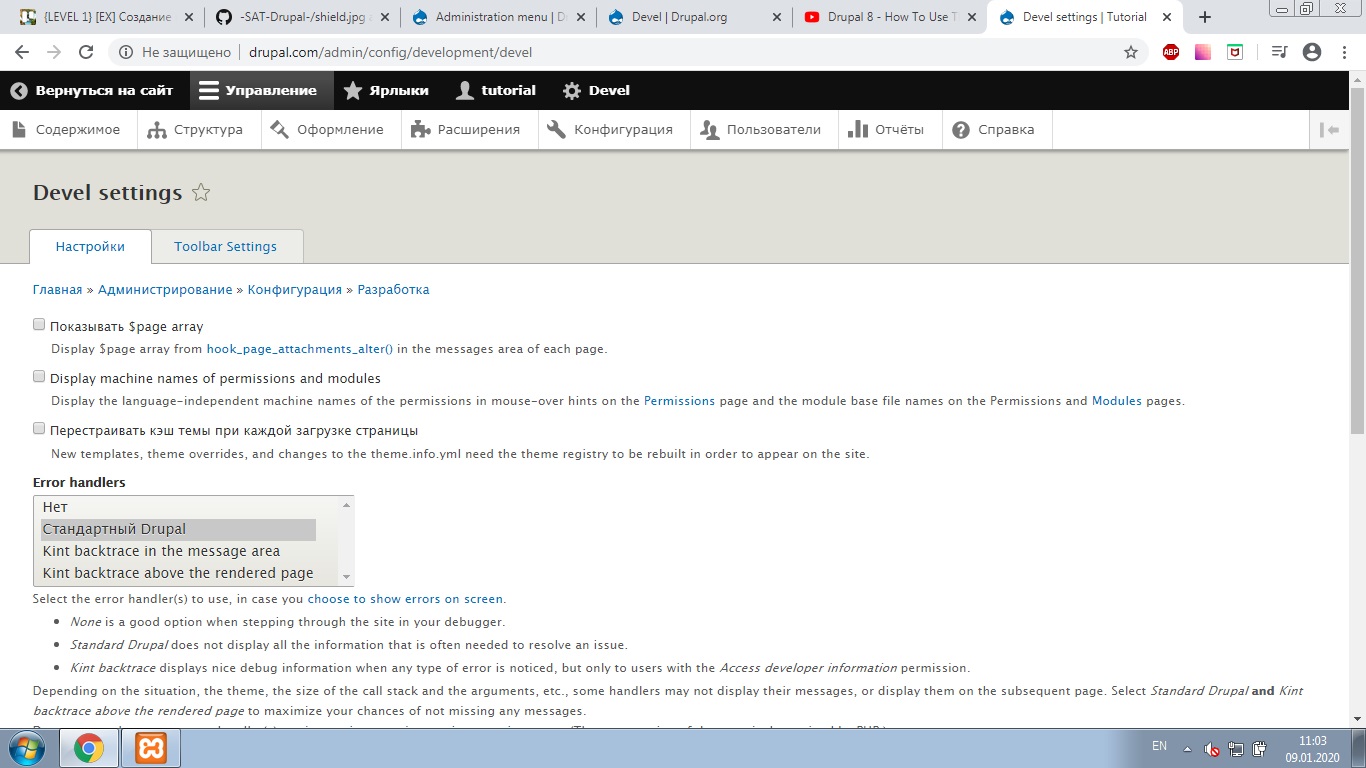 {LEVEL 1} [EX] Создание
-SAT-Drupal-/shield.jpg
Administration menu | D
Devel | Drupal.org
Drupal 8 - How To Use T
Devel settings | Tutorial
Не защищено | drupal.com/admin/config/development/devel
ABP
Вернуться на сайт
Управление
Ярлыки
tutorial
Devel
Содержимое
Структура
Оформление
Расширения
Конфигурация
Пользователи
Отчёты
Справка
Devel settings
Настройки
Toolbar Settings
Главная » Администрирование » Конфигурация » Разработка
Показывать $page array
Display $page array from hook_page_attachments_alter() in the messages area of each page.
Display machine names of permissions and modules
Display the language-independent machine names of the permissions in mouse-over hints on the Permissions page and the module base file names on the Permissions and Modules pages.
Перестраивать кэш темы при каждой загрузке страницы
New templates, theme overrides, and changes to the theme.info.yml need the theme registry to be rebuilt in order to appear on the site.
Error handlers
Нет
Стандартный Drupal
Kint backtrace in the message area
Kint backtrace above the rendered page
Select the error handler(s) to use, in case you choose to show errors on screen.
• None is a good option when stepping through the site in your debugger.
• Standard Drupal does not display all the information that is often needed to resolve an issue.
• Kint backtrace displays nice debug information when any type of error is noticed, but only to users with the Access developer information permission.
Depending on the situation, the theme, the size of the call stack and the arguments, etc., some handlers may not display their messages, or display them on the subsequent page. Select Standard Drupal and Kint
backtrace above the rendered page to maximize your chances of not missing any messages.
EN
11:03
09.01.2020